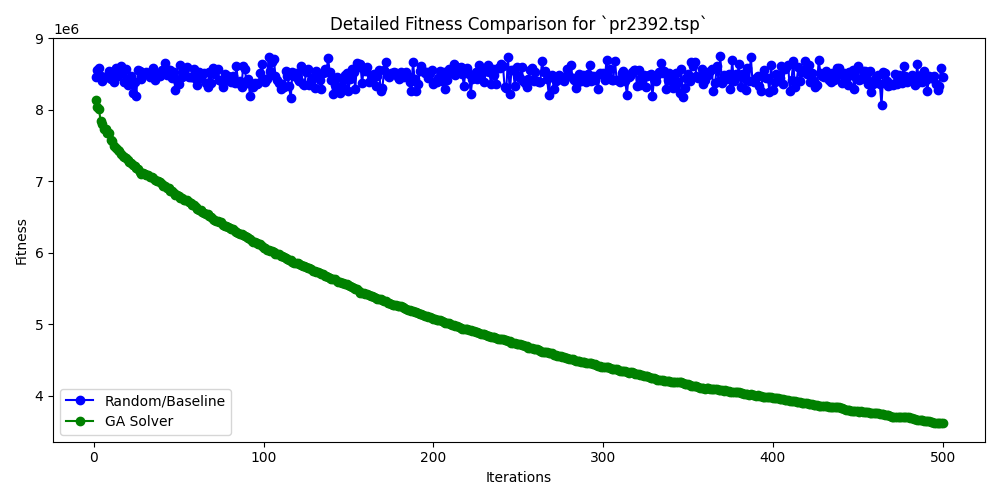 Detailed Fitness Comparison for `pr2392.tsp`
1e6
9
8
7
6
5
4
Fitness
Random/Baseline
GA Solver
0 100 200 300 400 500
Iterations